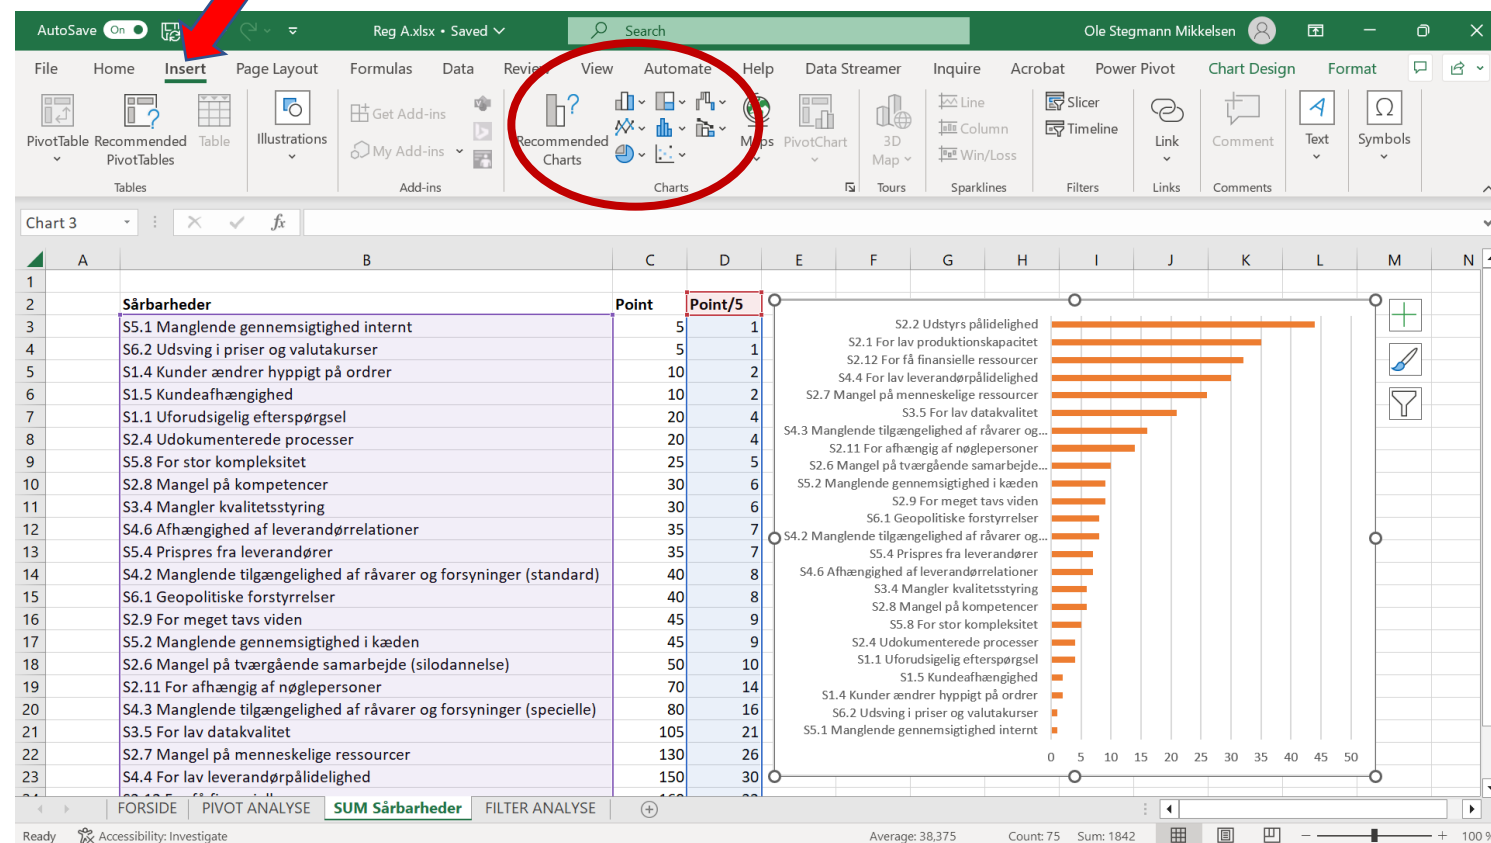 AutoSave On Reg A.xlsx • Saved Search Ole Stegmann Mikkelsen
File Home Insert Page Layout Formulas Data Review View Automate Help Data Streamer Inquire Acrobat Power Pivot Chart Design Format
PivotTable Recommended PivotTables Table Illustrations Get Add-ins My Add-ins Recommended Charts Maps PivotChart 3D Map Line Column Win/Loss Slicer Timeline Link Comment Text Symbols
Tables Add-ins Charts Tours Sparklines Filters Links Comments
Chart 3 fx
A B C D E F G H I J K L M N
1
2 Sårbarheder Point Point/5
3 S5.1 Manglende gennemsigtighed internt 5 1
4 S6.2 Udsving i priser og valutakurser 5 1
5 S1.4 Kunder ændrer hyppigt på ordrer 10 2
6 S1.5 Kundeafhængighed 10 2
7 S1.1 Uforudsigelig efterspørgsel 20 4
8 S2.4 Udokumenterede processer 20 4
9 S5.8 For stor kompleksitet 25 5
10 S2.8 Mangel på kompetencer 30 6
11 S3.4 Mangler kvalitetsstyring 30 6
12 S4.6 Afhængighed af leverandørrelationer 35 7
13 S5.4 Prispres fra leverandører 35 7
14 S4.2 Manglende tilgængelighed af råvarer og forsyninger (standard) 40 8
15 S6.1 Geopolitiske forstyrrelser 40 8
16 S2.9 For meget tavs viden 45 9
17 S5.2 Manglende gennemsigtighed i kæden 45 9
18 S2.6 Mangel på tværgående samarbejde (silodannelse) 50 10
19 S2.11 For afhængig af nøglepersoner 70 14
20 S4.3 Manglende tilgængelighed af råvarer og forsyninger (specielle) 80 16
21 S3.5 For lav datakvalitet 105 21
22 S2.7 Mangel på menneskelige ressourcer 130 26
23 S4.4 For lav leverandørpålidelighed 150 30
S2.2 Udstyrs pålidelighed
S2.1 For lav produktionskapacitet
S2.12 For få finansielle ressourcer
S4.4 For lav leverandørpålidelighed
S2.7 Mangel på menneskelige ressourcer
S3.5 For lav datakvalitet
S4.3 Manglende tilgængelighed af råvarer og...
S2.11 For afhængig af nøglepersoner
S2.6 Mangel på tværgående samarbejde...
S5.2 Manglende gennemsigtighed i kæden
S2.9 For meget tavs viden
S6.1 Geopolitiske forstyrrelser
S4.2 Manglende tilgængelighed af råvarer og...
S5.4 Prispres fra leverandører
S4.6 Afhængighed af leverandørrelationer
S3.4 Mangler kvalitetsstyring
S2.8 Mangel på kompetencer
S5.8 For stor kompleksitet
S2.4 Udokumenterede processer
S1.1 Uforudsigelig efterspørgsel
S1.5 Kundeafhængighed
S1.4 Kunder ændrer hyppigt på ordrer
S6.2 Udsving i priser og valutakurser
S5.1 Manglende gennemsigtighed internt
0 5 10 15 20 25 30 35 40 45 50
FORSIDE PIVOT ANALYSE SUM Sårbarheder FILTER ANALYSE
Ready Accessibility: Investigate Average: 38,375 Count: 75 Sum: 1842 100 %